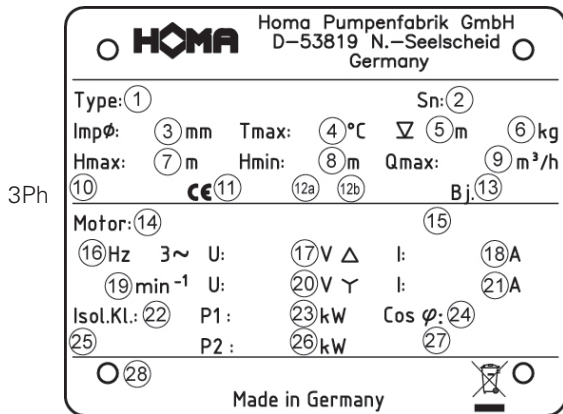 HOMA
Homa Pumpenfabrik GmbH
D-53819 N.-Seelscheid
Germany
Type: 1 Sn: 2
Impϕ: 3 mm Tmax: 4 °C ∇ 5 m 6 kg
Hmax: 7 m Hmin: 8 m Qmax: 9 m³/h
3Ph
10 CE 11 12a 12b Bj. 13
Motor: 14 15
16 Hz 3~ U: 17 V △ I: 18 A
19 min⁻¹ U: 20 V Y I: 21 A
Isol.Kl.: 22 P1: 23 kW Cos φ: 24
25 P2: 26 kW 27
28
Made in Germany